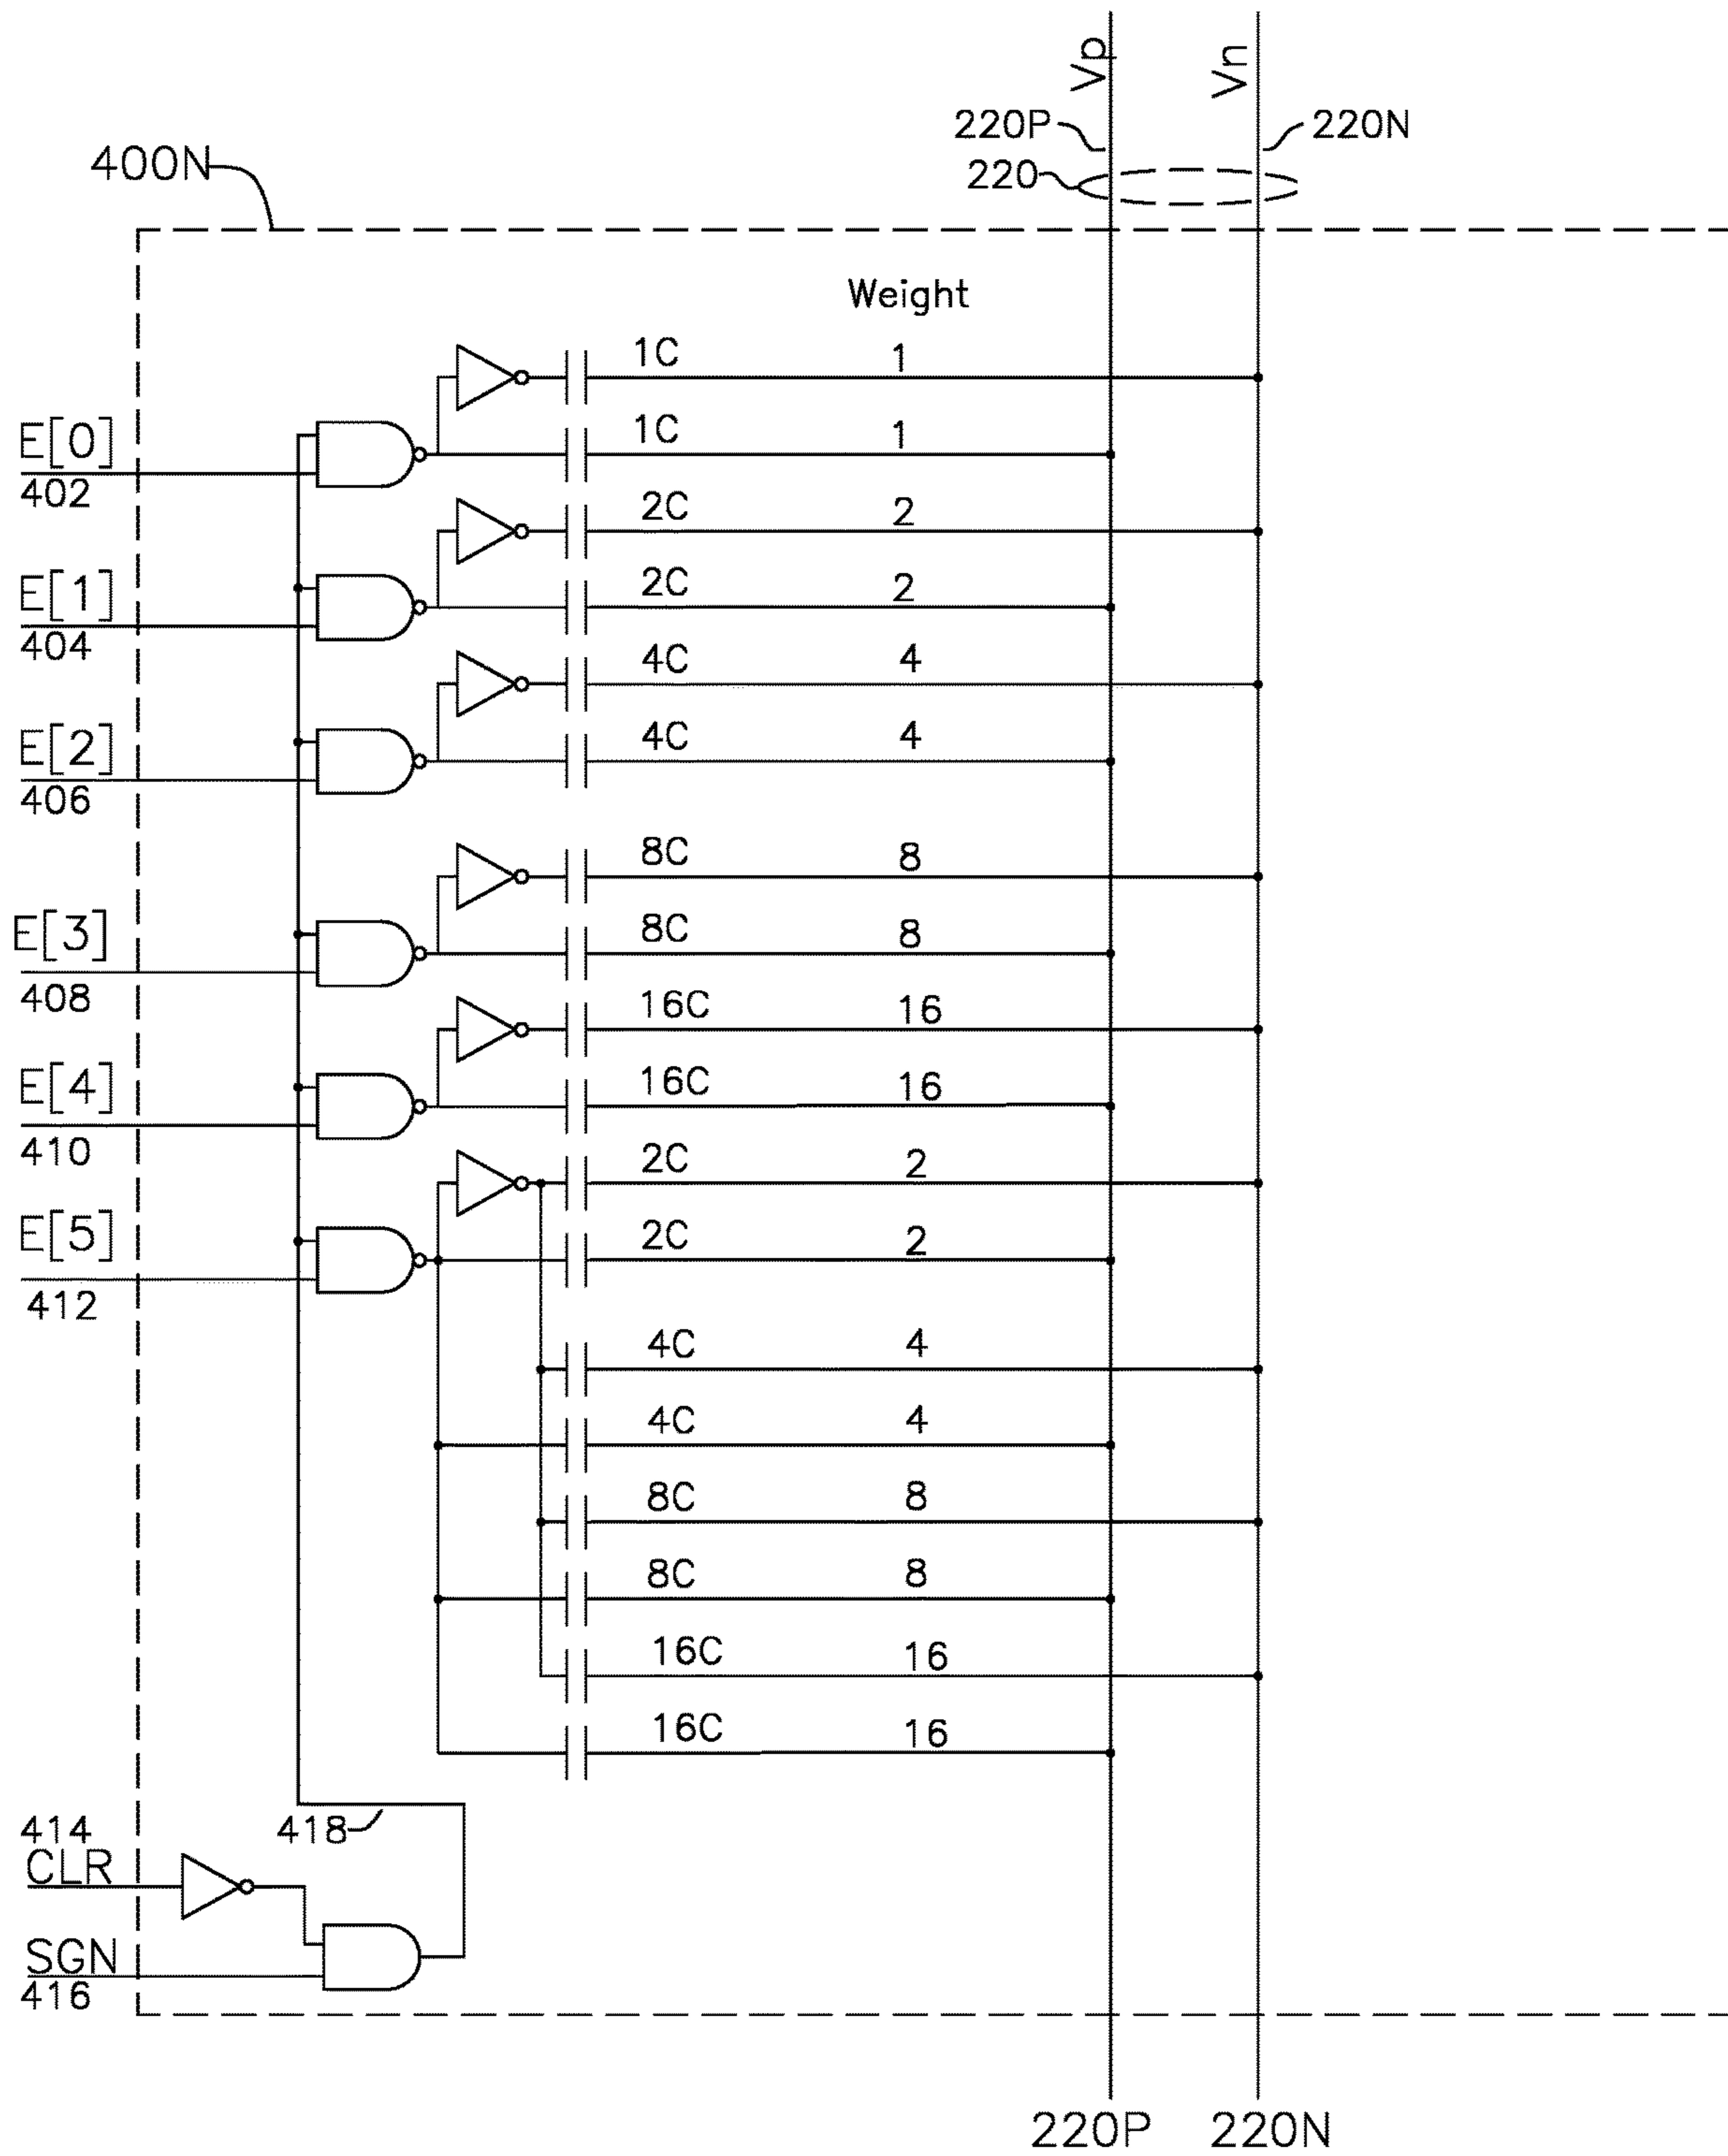 Vp
Vn
220P
220N
220
400N
Weight
1C 1
1C 1
E[0]
402
2C 2
2C 2
E[1]
404
4C 4
4C 4
E[2]
406
8C 8
8C 8
E[3]
408
16C 16
16C 16
E[4]
410
2C 2
2C 2
E[5]
412
4C 4
4C 4
8C 8
8C 8
16C 16
16C 16
414
418
CLR
SGN
416
220P 220N